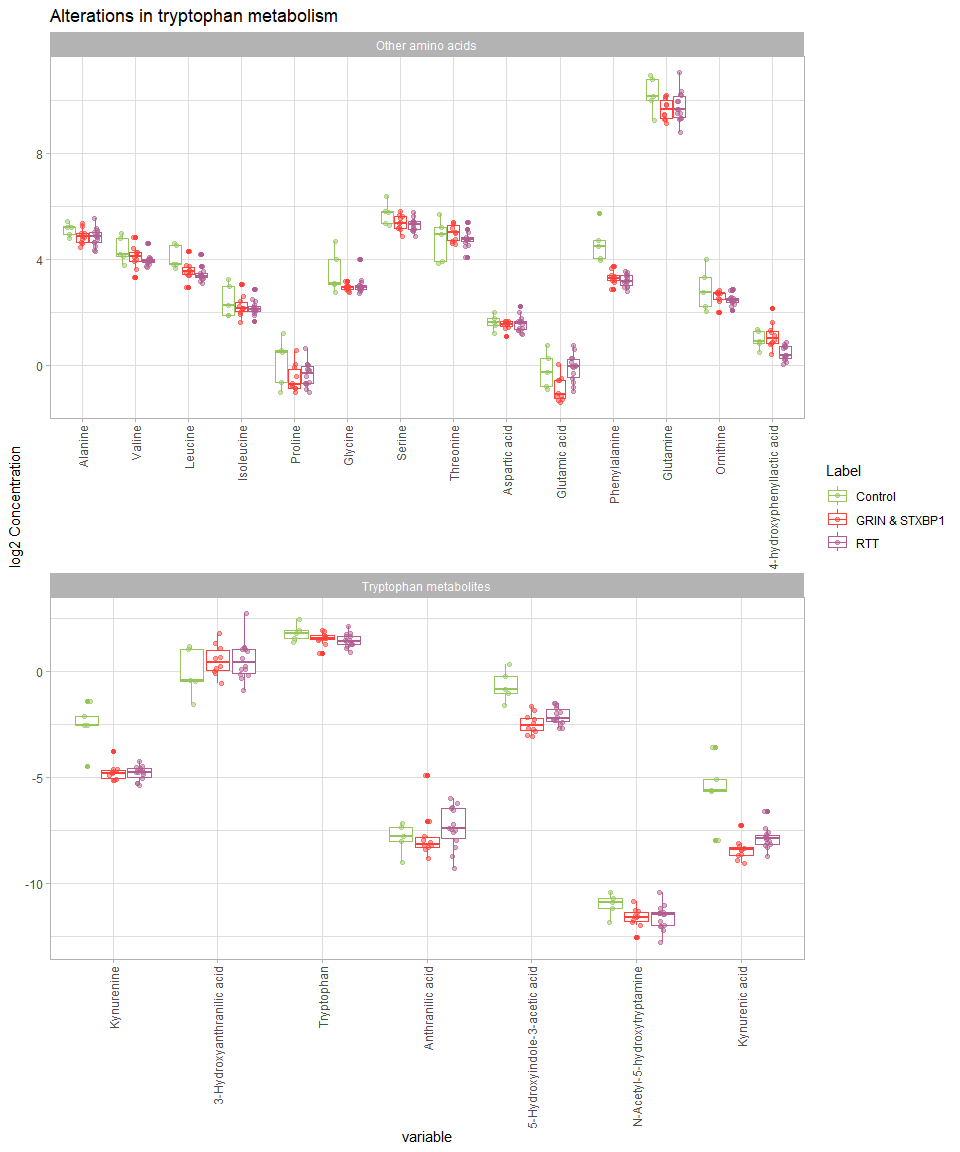 Alterations in tryptophan metabolism
Other amino acids
8
4
0
Alanine
Valine
Leucine
Isoleucine
Proline
Glycine
Serine
Threonine
Aspartic acid
Glutamic acid
Phenylalanine
Glutamine
Ornithine
4-hydroxyphenyllactic acid
log2 Concentration
Label
Control
GRIN & STXBP1
RTT
Tryptophan metabolites
0
-5
-10
Kynurenine
3-Hydroxyanthranilic acid
Tryptophan
Anthranilic acid
5-Hydroxyindole-3-acetic acid
N-Acetyl-5-hydroxytryptamine
Kynurenic acid
variable